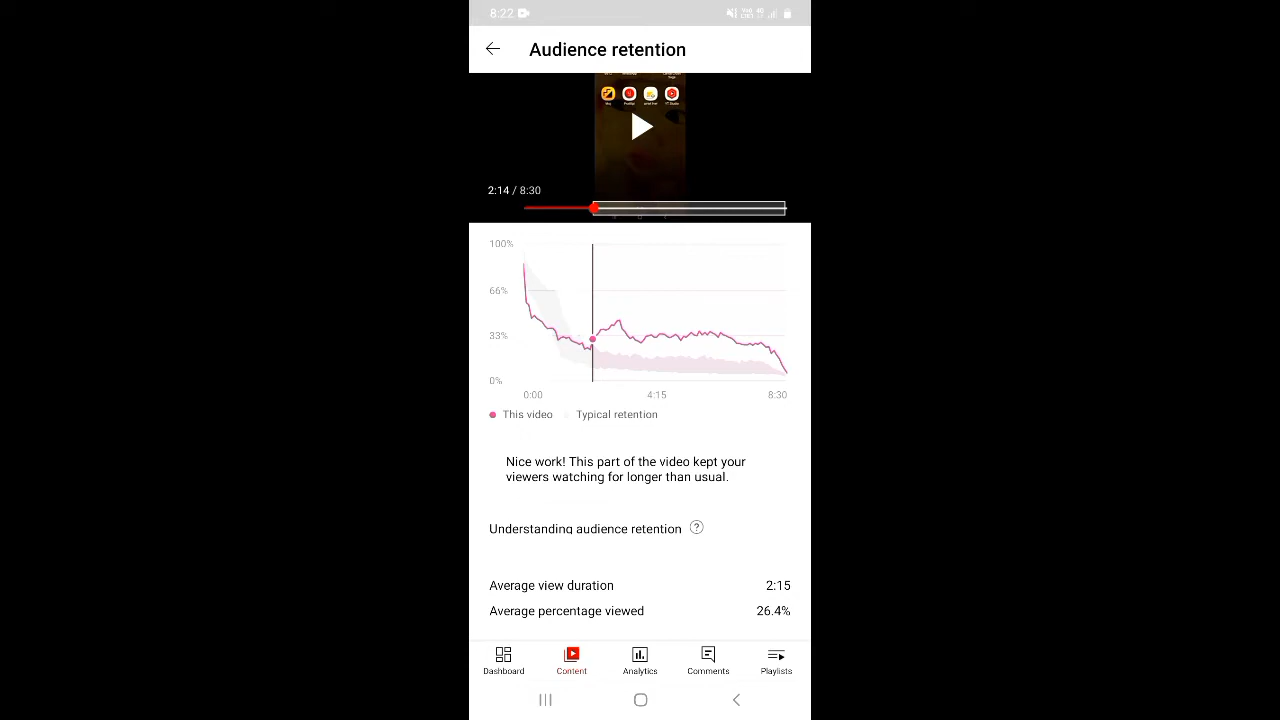 8:22
Audience retention
2:14 / 8:30
100%
66%
33%
0%
0:00 4:15 8:30
This video Typical retention
Nice work! This part of the video kept your
viewers watching for longer than usual.
Understanding audience retention ?
Average view duration 2:15
Average percentage viewed 26.4%
Dashboard Content Analytics Comments Playlists